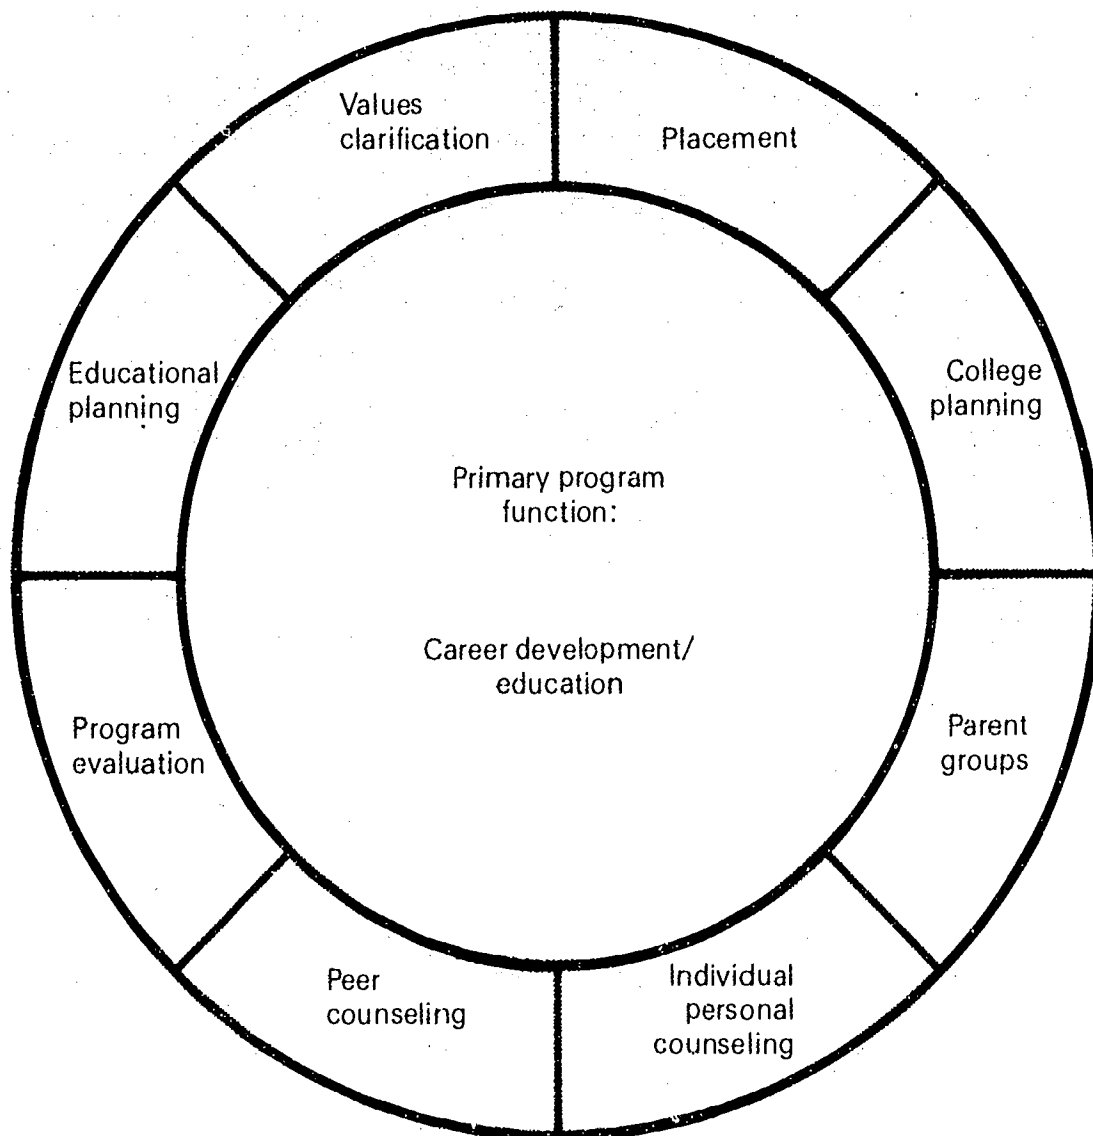 Values
clarification
Placement
Educational
planning
College
planning
Primary program
function:
Career development/
education
Program
evaluation
Parent
groups
Peer
counseling
Individual
personal
counseling